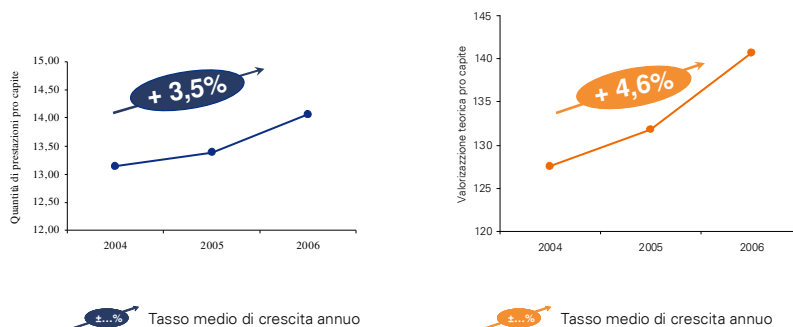 Quantità di prestazioni pro capite
15,00
14,50
14,00
13,50
13,00
12,50
12,00
+ 3,5%
2004 2005 2006
±...% Tasso medio di crescita annuo
Valorizazzione teorica pro capite
145
140
135
130
125
120
+ 4,6%
2004 2005 2006
±...% Tasso medio di crescita annuo